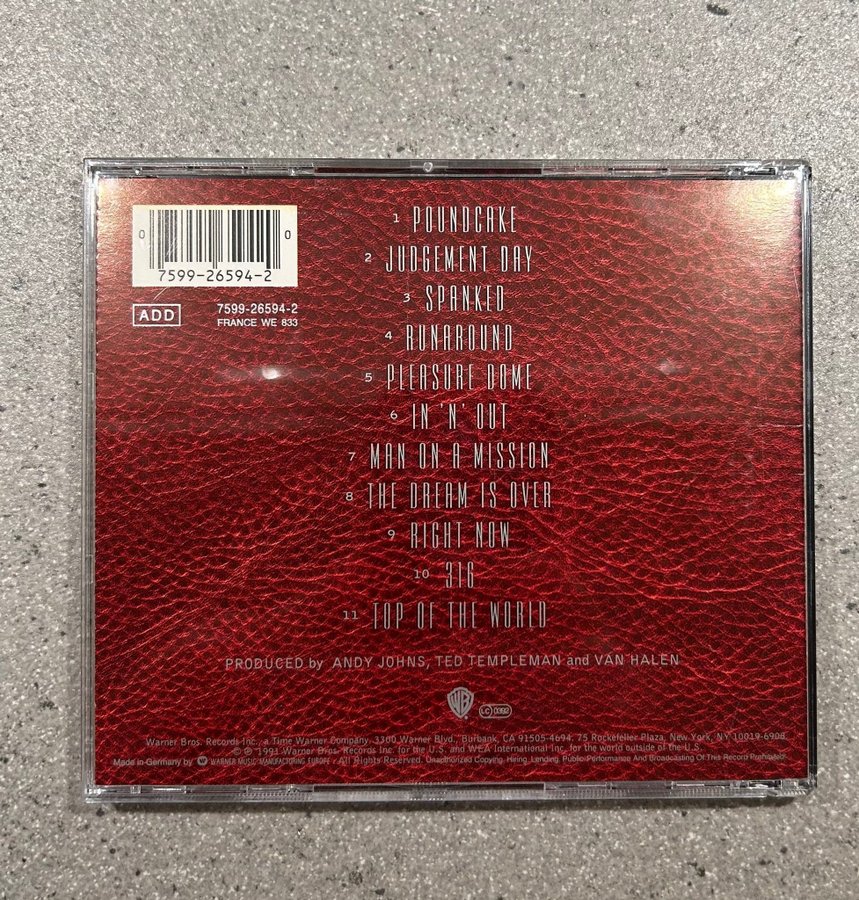 0 0
7599-26594-2
ADD
7599-26594-2
FRANCE WE 833
1 POUNDCAKE
2 JUDGEMENT DAY
3 SPANKED
4 RUNAROUND
5 PLEASURE DOME
6 IN 'N' OUT
7 MAN ON A MISSION
8 THE DREAM IS OVER
9 RIGHT NOW
10 316
11 TOP OF THE WORLD
PRODUCED by ANDY JOHNS, TED TEMPLEMAN and VAN HALEN
WB LC 0392
Warner Bros. Records Inc., a Time Warner Company, 3300 Warner Blvd., Burbank, CA 91505-4694. 75 Rockefeller Plaza, New York, NY 10019-6908.
© ℗ 1991 Warner Bros. Records Inc. for the U.S. and WEA International Inc. for the world outside of the U.S.
Made in Germany by WARNER MUSIC MANUFACTURING EUROPE. All Rights Reserved. Unauthorized Copying, Hiring, Lending, Public Performance And Broadcasting Of This Record Prohibited.